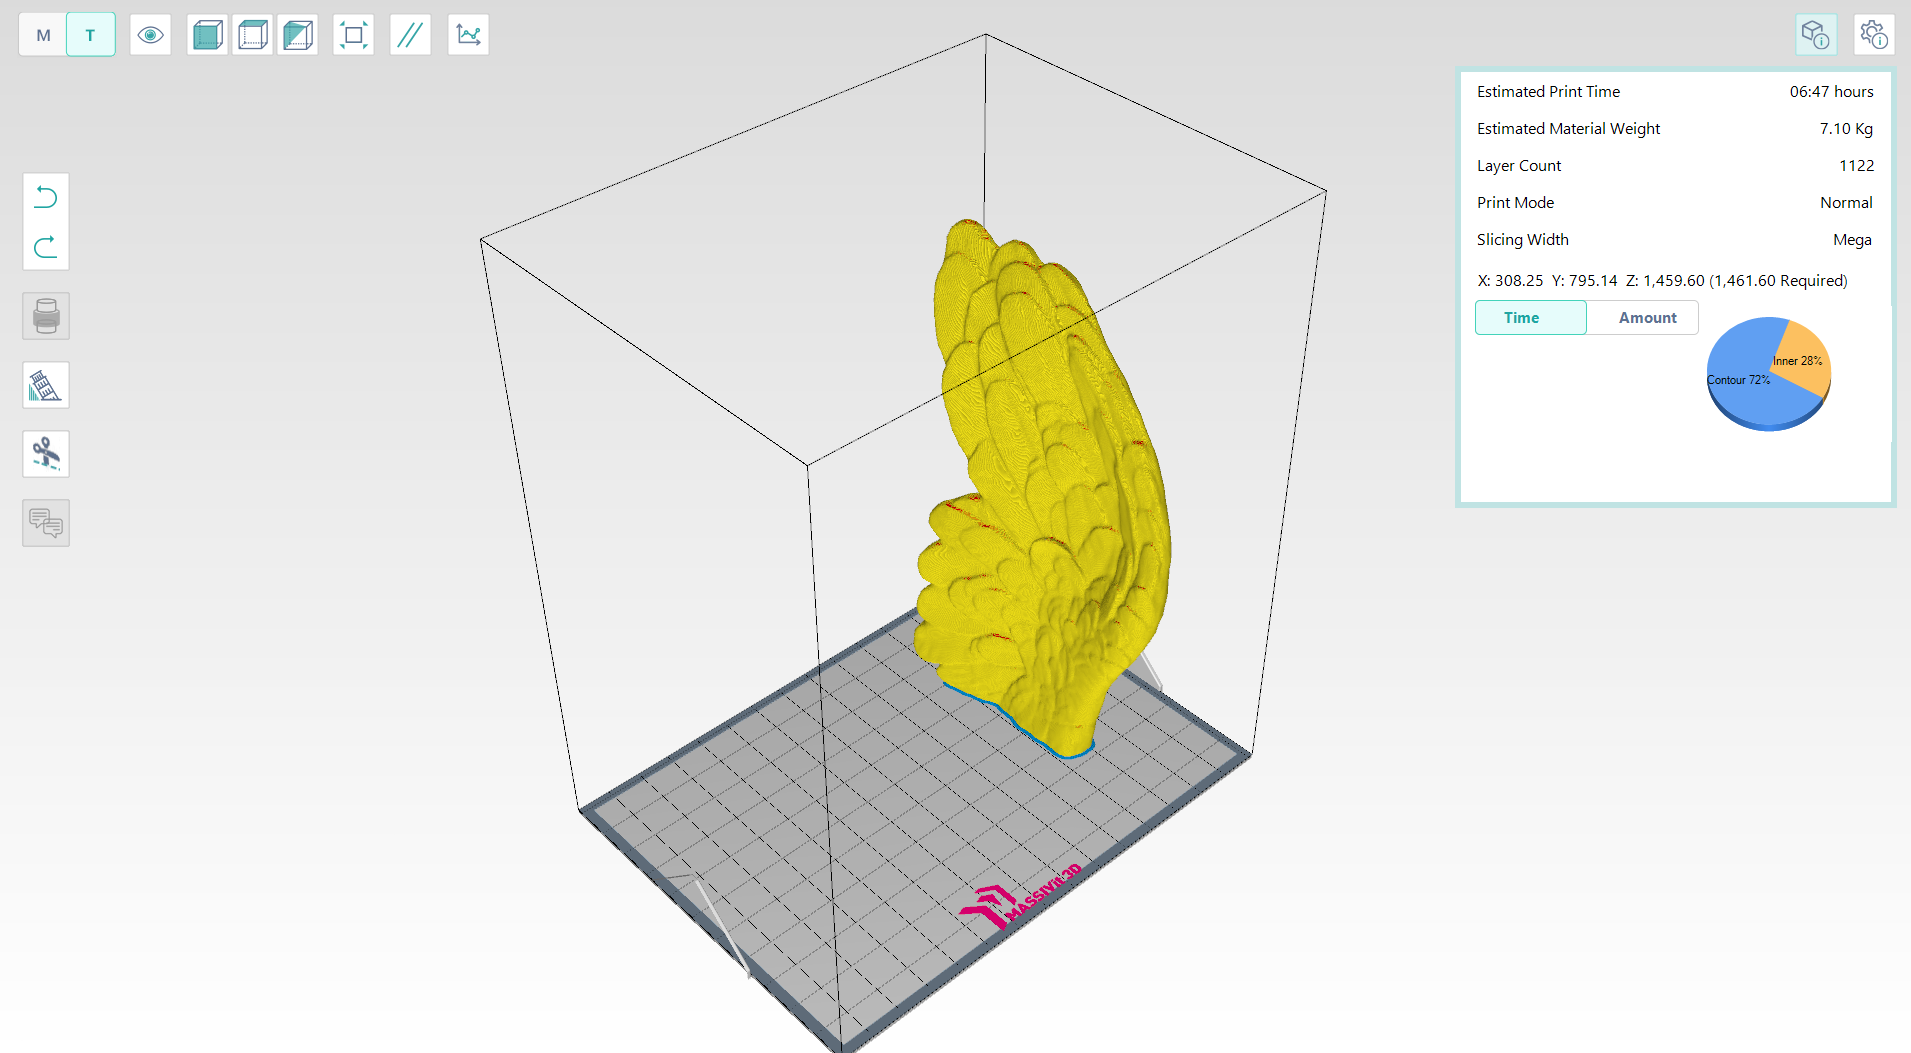 M T
Estimated Print Time 06:47 hours
Estimated Material Weight 7.10 Kg
Layer Count 1122
Print Mode Normal
Slicing Width Mega
X: 308.25 Y: 795.14 Z: 1,459.60 (1,461.60 Required)
Time Amount
Inner 28%
Contour 72%
MASSIVit 3D